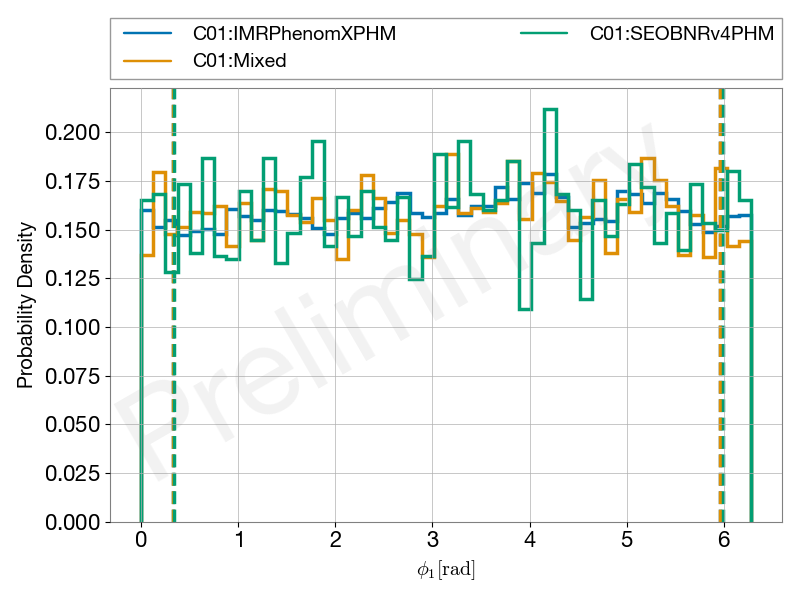 C01:IMRPhenomXPHM
C01:Mixed
C01:SEOBNRv4PHM
Probability Density
0.200
0.175
0.150
0.125
0.100
0.075
0.050
0.025
0.000
0 1 2 3 4 5 6
ϕ₁[rad]
Preliminary